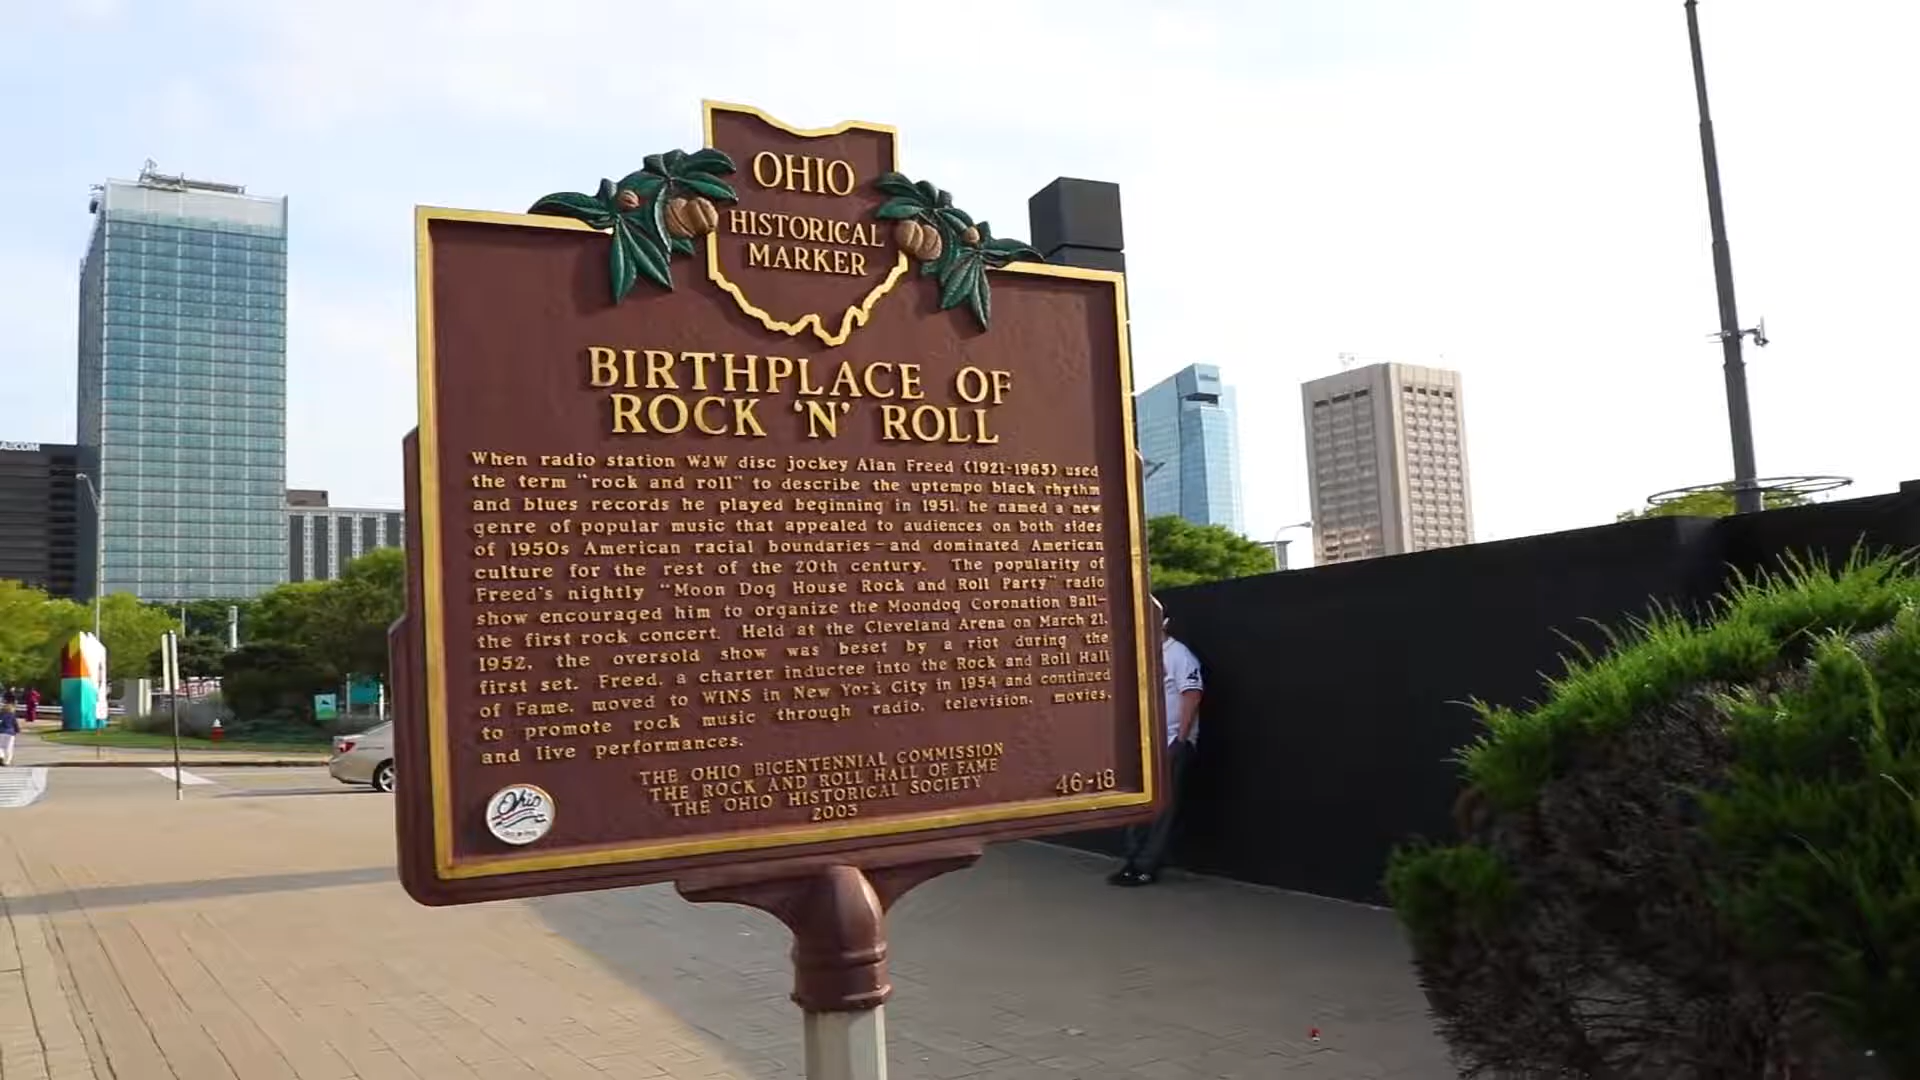 OHIO
HISTORICAL
MARKER
BIRTHPLACE OF
ROCK 'N' ROLL
When radio station WJW disc jockey Alan Freed (1921-1965) used
the term "rock and roll" to describe the uptempo black rhythm
and blues records he played beginning in 1951, he named a new
genre of popular music that appealed to audiences on both sides
of 1950s American racial boundaries—and dominated American
culture for the rest of the 20th century. The popularity of
Freed's nightly "Moon Dog House Rock and Roll Party" radio
show encouraged him to organize the Moondog Coronation Ball—
the first rock concert. Held at the Cleveland Arena on March 21,
1952, the oversold show was beset by a riot during the
first set. Freed, a charter inductee into the Rock and Roll Hall
of Fame, moved to WINS in New York City in 1954 and continued
to promote rock music through radio, television, movies,
and live performances.
THE OHIO BICENTENNIAL COMMISSION
THE ROCK AND ROLL HALL OF FAME
THE OHIO HISTORICAL SOCIETY
2003
46-18
Ohio